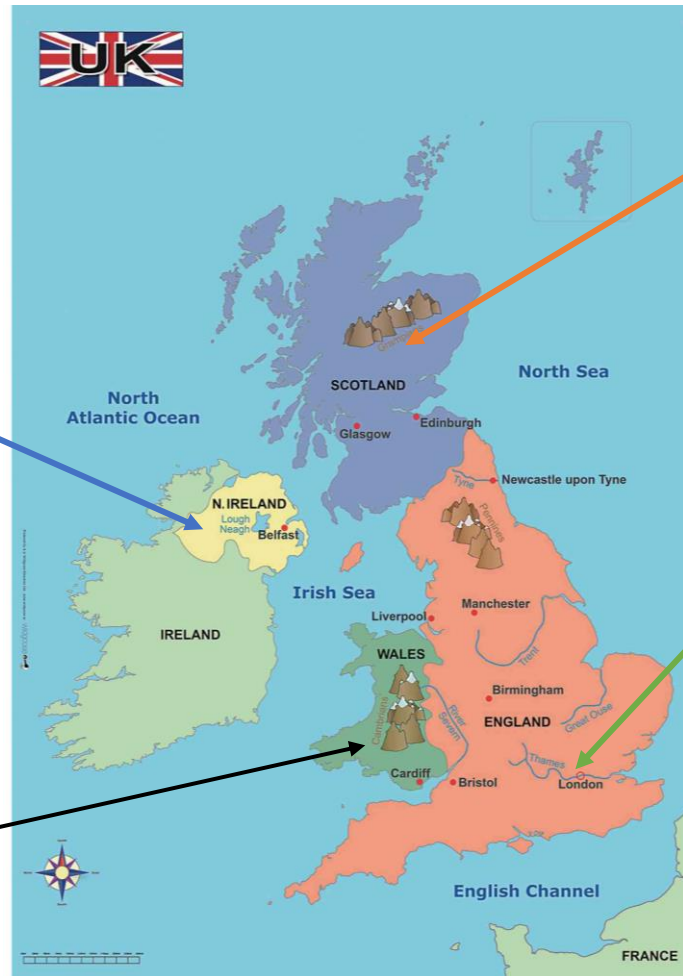 UK
North
Atlantic Ocean
North Sea
Grampians
SCOTLAND
Glasgow
Edinburgh
Tyne
Newcastle upon Tyne
N.IRELAND
Lough
Neagh
Belfast
Pennines
Irish Sea
IRELAND
Liverpool
Manchester
WALES
Trent
Cambrians
River
Severn
Birmingham
ENGLAND
Great Ouse
Thames
London
Cardiff
Bristol
English Channel
FRANCE